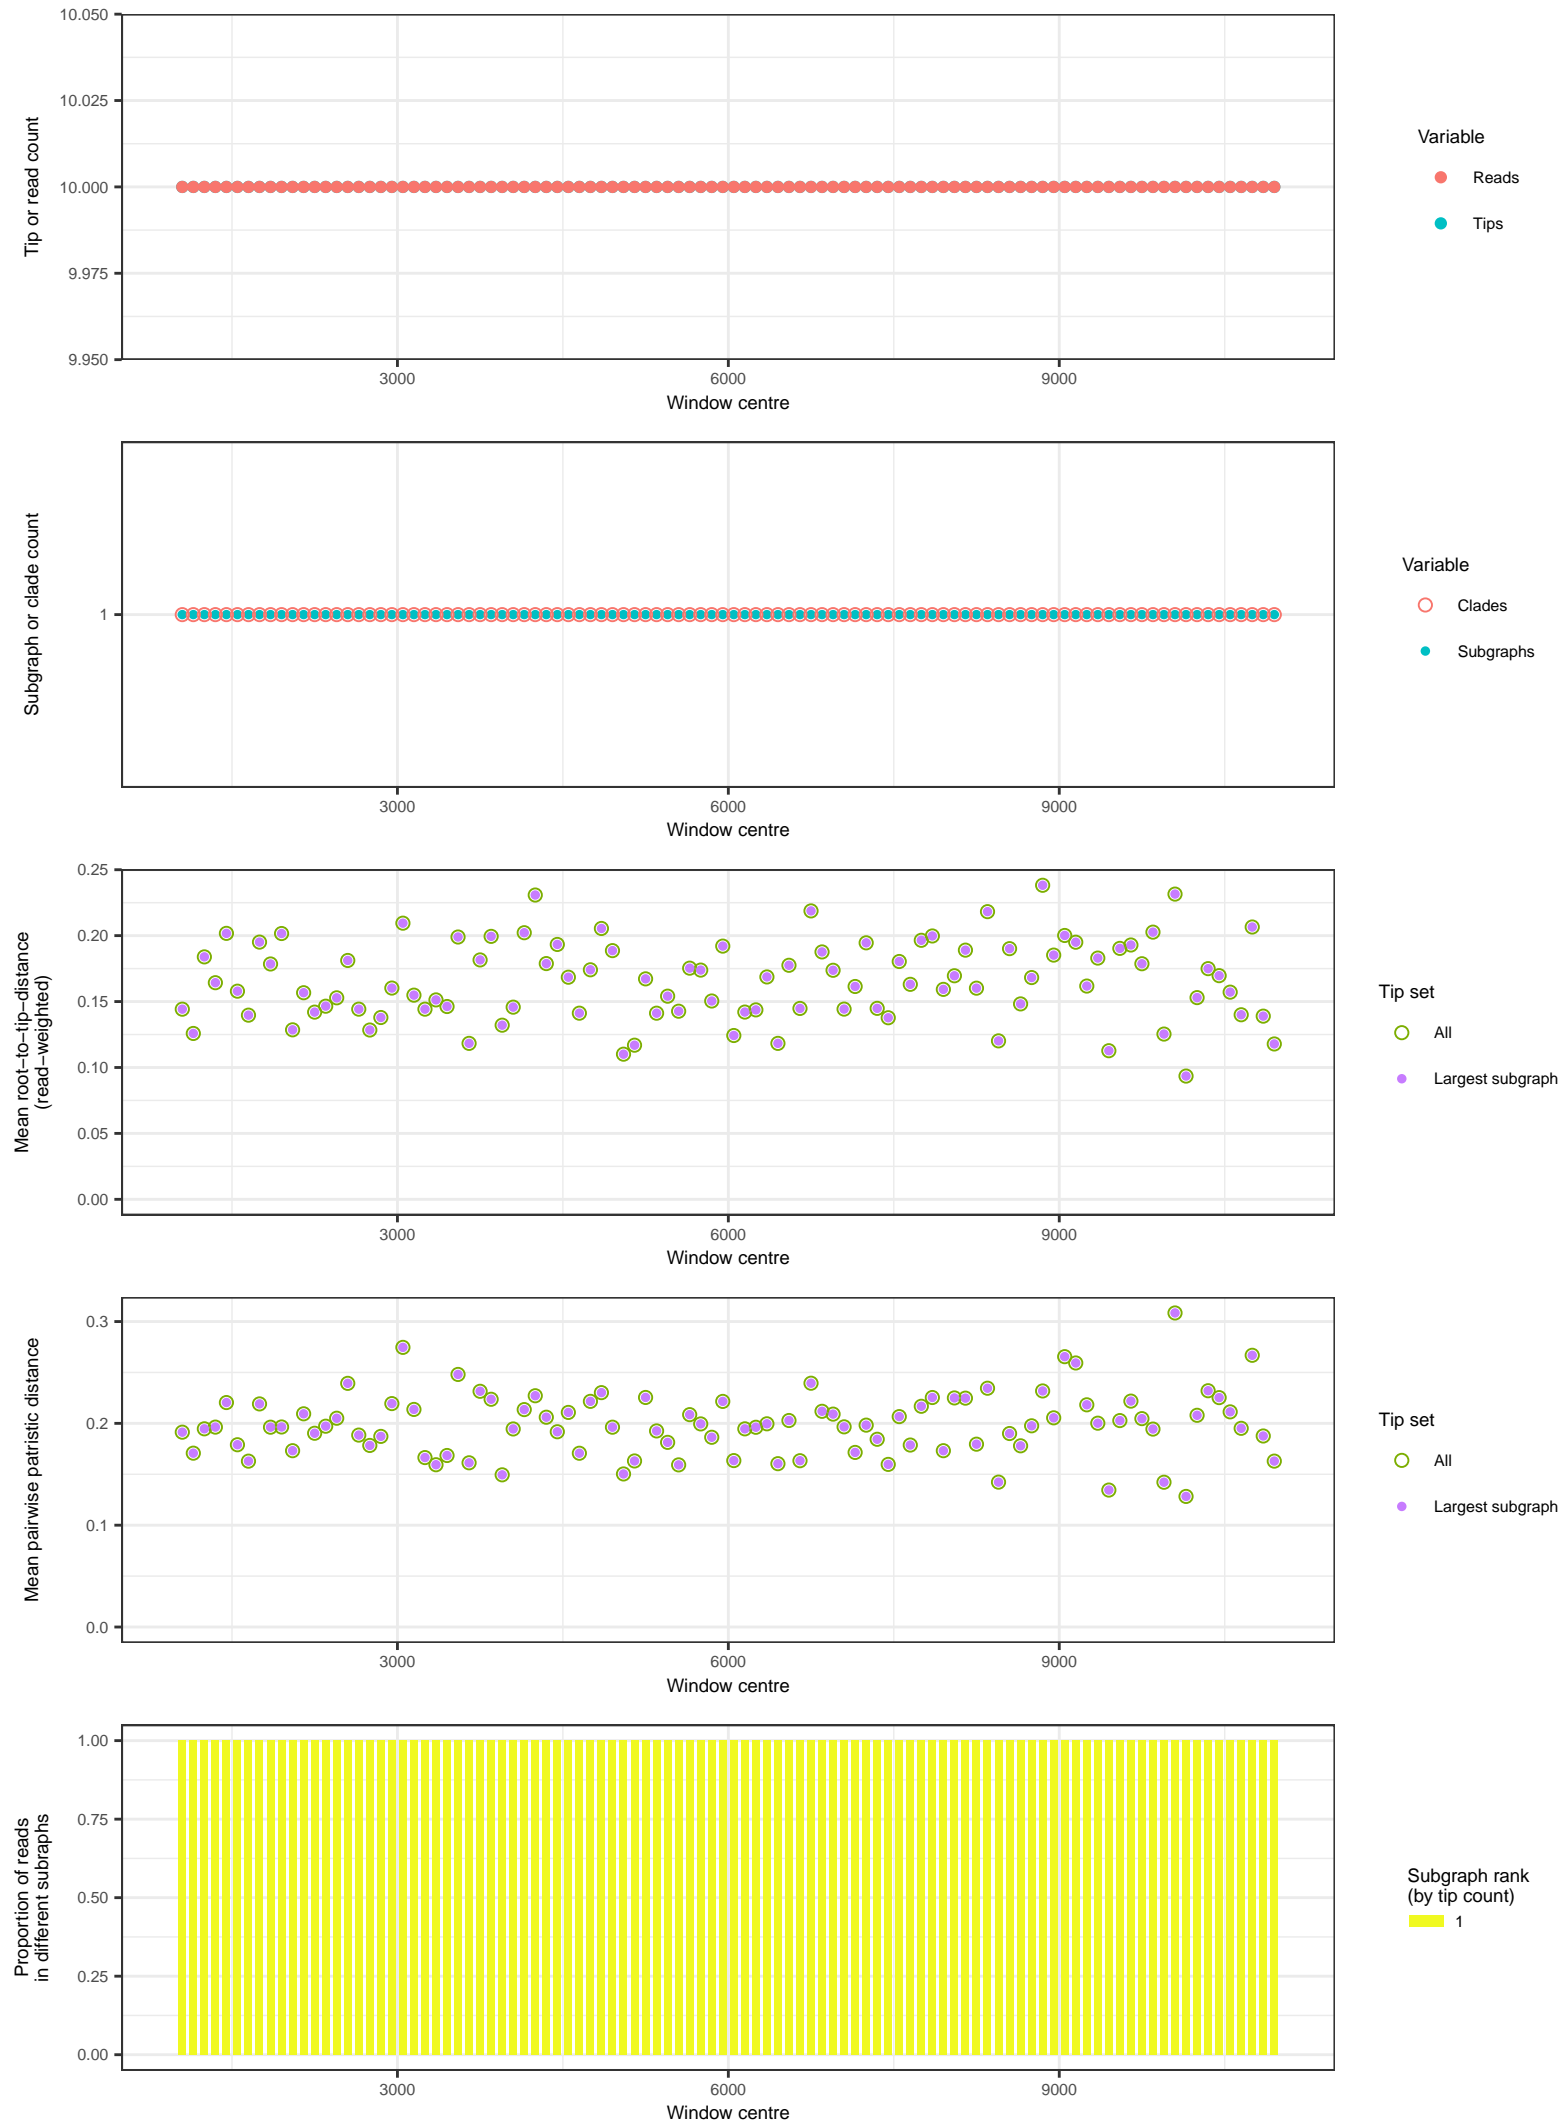 10.050
10.025
10.000
9.975
9.950
Tip or read count
3000 6000 9000
Window centre
Variable
Reads
Tips
1
Subgraph or clade count
3000 6000 9000
Window centre
Variable
Clades
Subgraphs
0.25
0.20
0.15
0.10
0.05
0.00
Mean root−to−tip−distance
(read−weighted)
3000 6000 9000
Window centre
Tip set
All
Largest subgraph
0.3
0.2
0.1
0.0
Mean pairwise patristic distance
3000 6000 9000
Window centre
Tip set
All
Largest subgraph
1.00
0.75
0.50
0.25
0.00
Proportion of reads
in different subraphs
3000 6000 9000
Window centre
Subgraph rank
(by tip count)
1